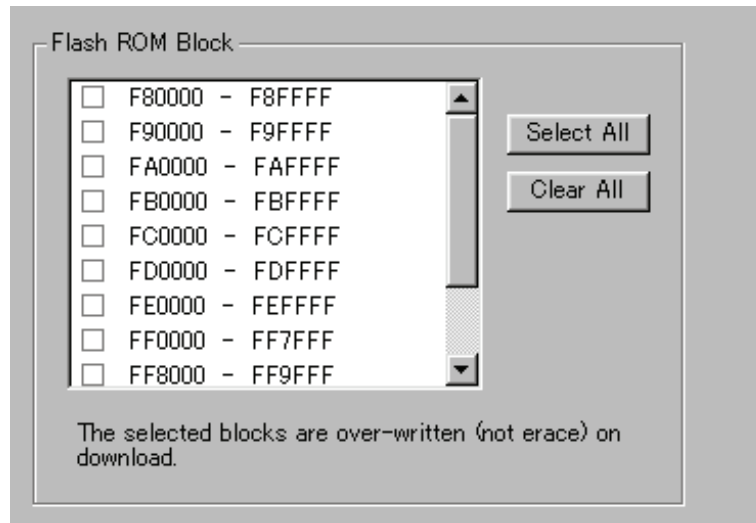 Flash ROM Block
F80000 - F8FFFF
F90000 - F9FFFF
FA0000 - FAFFFF
FB0000 - FBFFFF
FC0000 - FCFFFF
FD0000 - FDFFFF
FE0000 - FEFFFF
FF0000 - FF7FFF
FF8000 - FF9FFF
Select All
Clear All
The selected blocks are over-written (not erace) on
download.